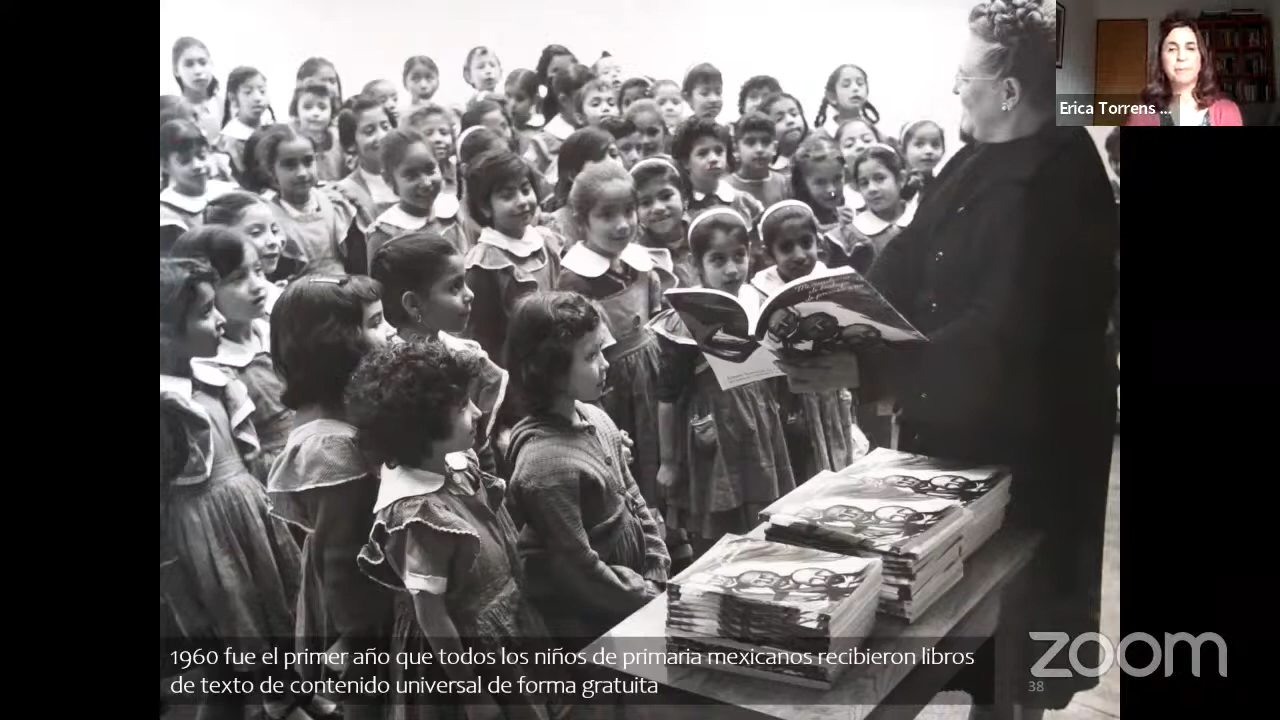 Erica Torrens ...
1960 fue el primer año que todos los niños de primaria mexicanos recibieron libros
de texto de contenido universal de forma gratuita
38
zoom